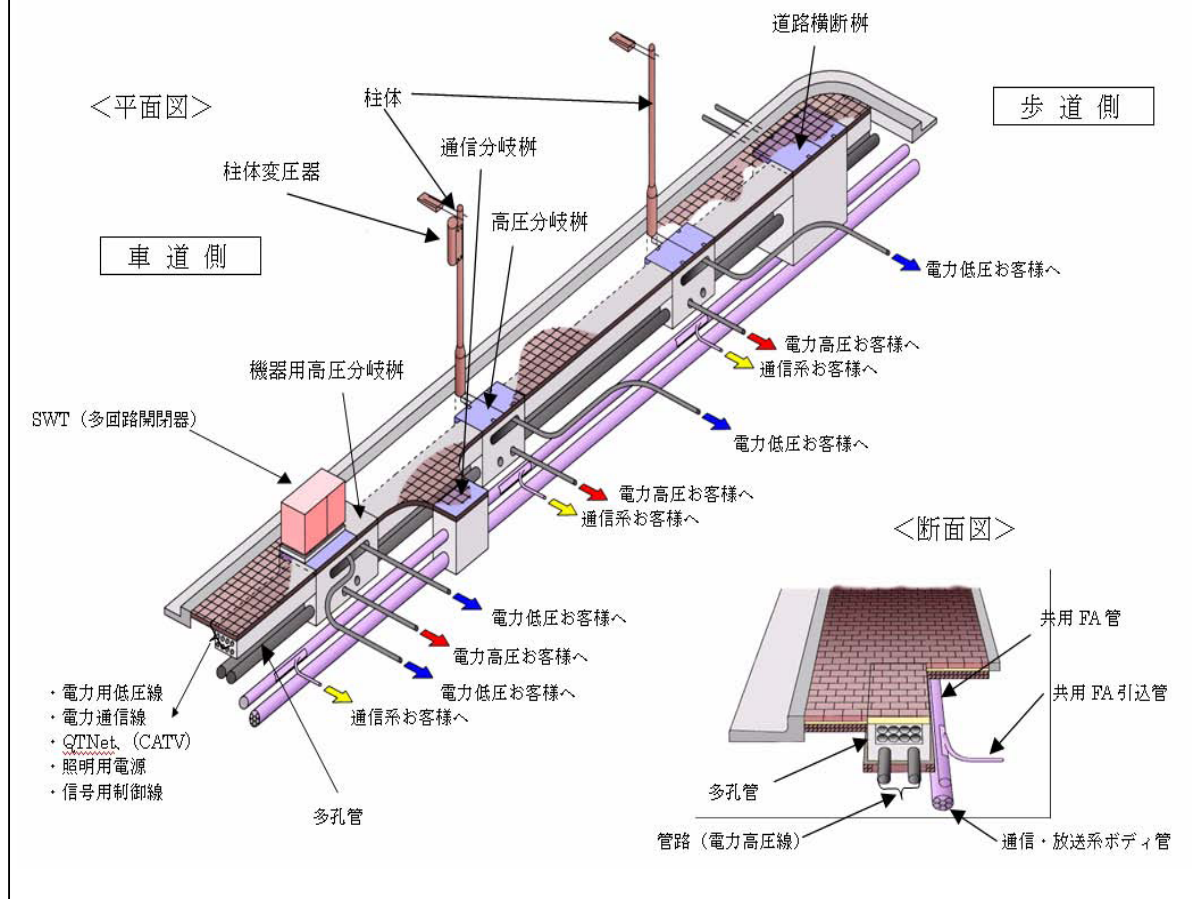 道路横断桝
＜平面図＞
柱体
歩道側
通信分岐桝
柱体変圧器
高圧分岐桝
車道側
電力低圧お客様へ
電力高圧お客様へ
通信系お客様へ
機器用高圧分岐桝
SWT（多回路開閉器）
電力低圧お客様へ
電力高圧お客様へ
通信系お客様へ
＜断面図＞
電力低圧お客様へ
電力高圧お客様へ
電力低圧お客様へ
通信系お客様へ
・電力用低圧線
・電力通信線
・QTNet、（CATV）
・照明用電源
・信号用制御線
多孔管
共用FA管
共用FA引込管
多孔管
管路（電力高圧線）
通信・放送系ボディ管